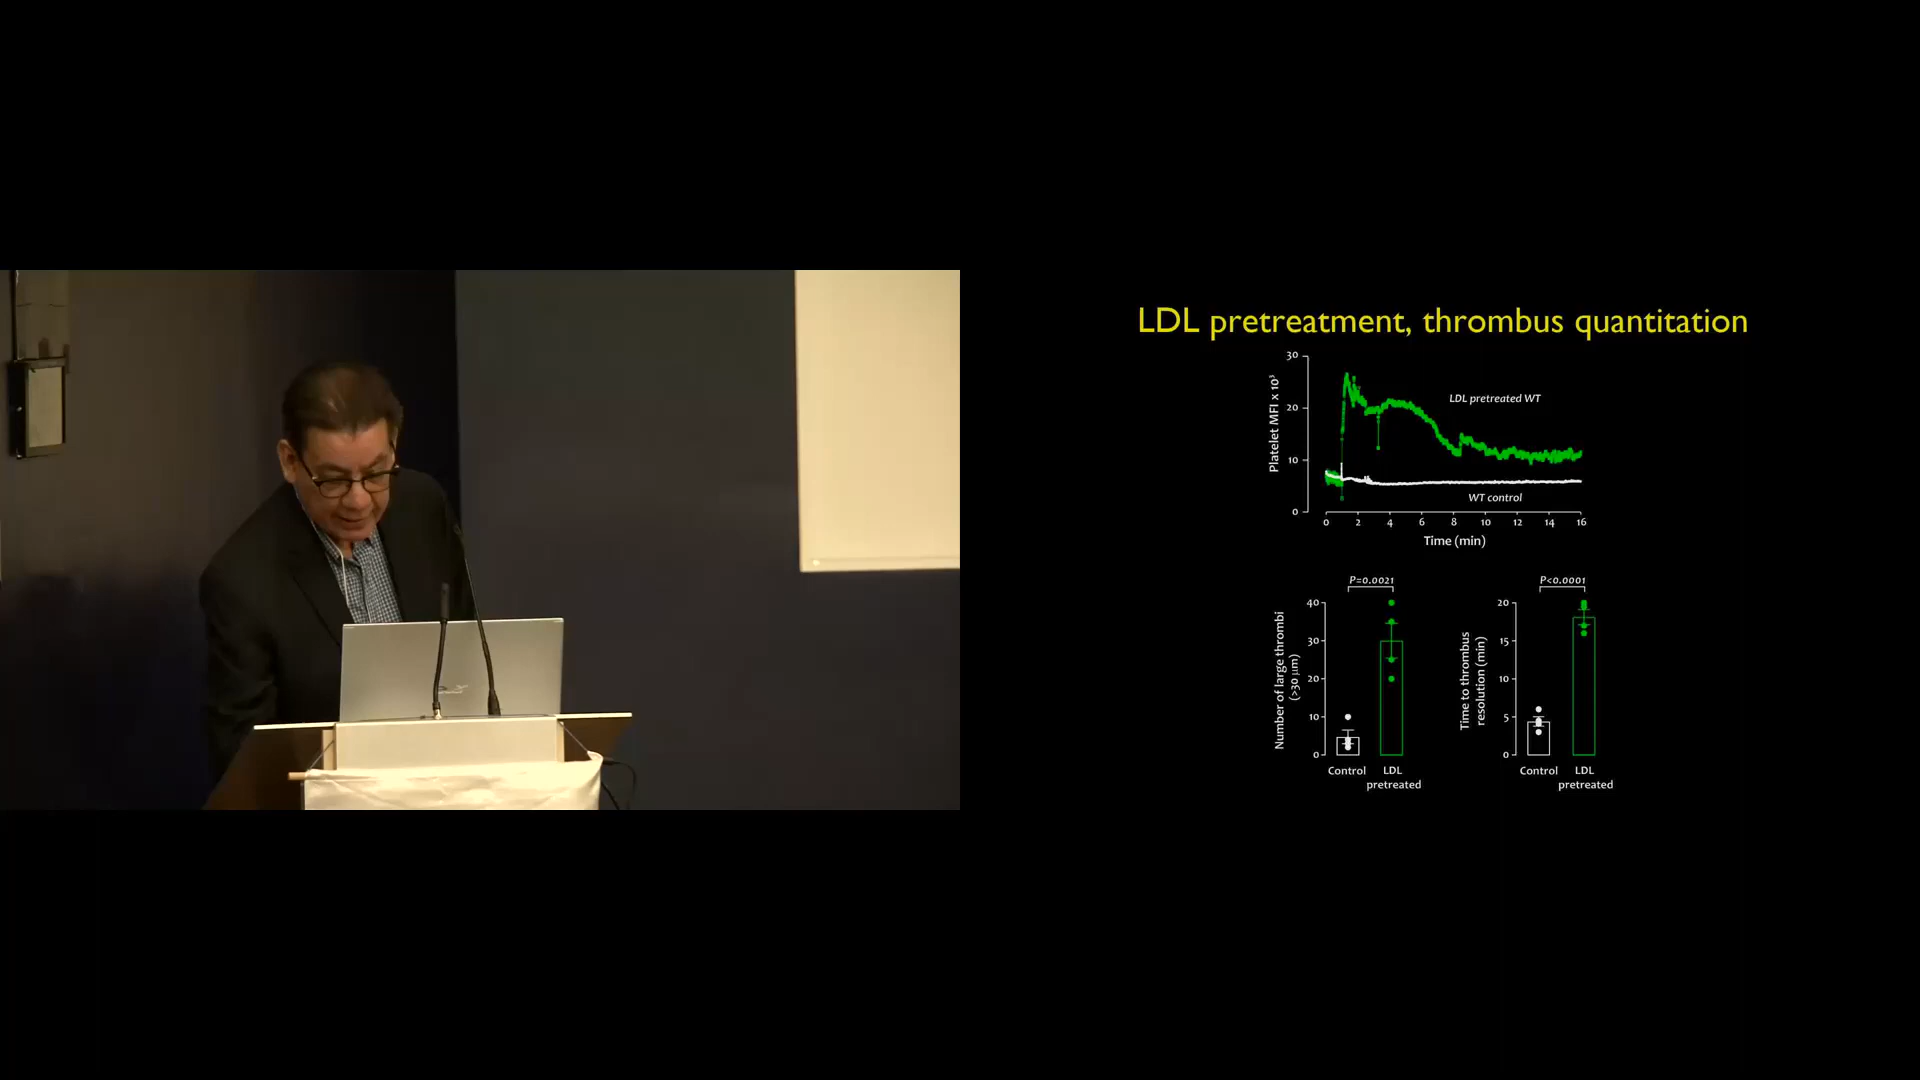 LDL pretreatment, thrombus quantitation
30
20
10
0
Platelet MFI x 10³
LDL pretreated WT
WT control
0 2 4 6 8 10 12 14 16
Time (min)
P=0.0021
40
30
20
10
0
Number of large thrombi
(>30 µm)
Control
LDL
pretreated
P<0.0001
20
15
10
5
0
Time to thrombus
resolution (min)
Control
LDL
pretreated